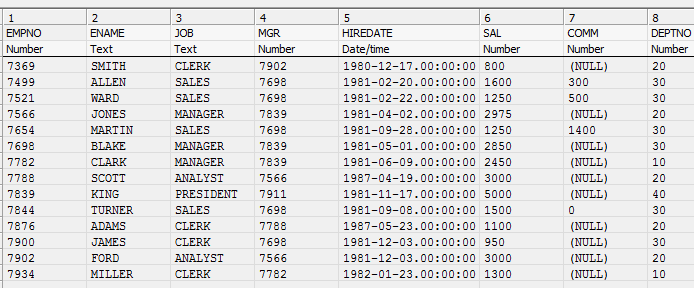 1 2 3 4 5 6 7 8
EMPNO ENAME JOB MGR HIREDATE SAL COMM DEPTNO
Number Text Text Number Date/time Number Number Number
7369 SMITH CLERK 7902 1980-12-17.00:00:00 800 (NULL) 20
7499 ALLEN SALES 7698 1981-02-20.00:00:00 1600 300 30
7521 WARD SALES 7698 1981-02-22.00:00:00 1250 500 30
7566 JONES MANAGER 7839 1981-04-02.00:00:00 2975 (NULL) 20
7654 MARTIN SALES 7698 1981-09-28.00:00:00 1250 1400 30
7698 BLAKE MANAGER 7839 1981-05-01.00:00:00 2850 (NULL) 30
7782 CLARK MANAGER 7839 1981-06-09.00:00:00 2450 (NULL) 10
7788 SCOTT ANALYST 7566 1987-04-19.00:00:00 3000 (NULL) 20
7839 KING PRESIDENT 7911 1981-11-17.00:00:00 5000 (NULL) 40
7844 TURNER SALES 7698 1981-09-08.00:00:00 1500 0 30
7876 ADAMS CLERK 7788 1987-05-23.00:00:00 1100 (NULL) 20
7900 JAMES CLERK 7698 1981-12-03.00:00:00 950 (NULL) 30
7902 FORD ANALYST 7566 1981-12-03.00:00:00 3000 (NULL) 20
7934 MILLER CLERK 7782 1982-01-23.00:00:00 1300 (NULL) 10